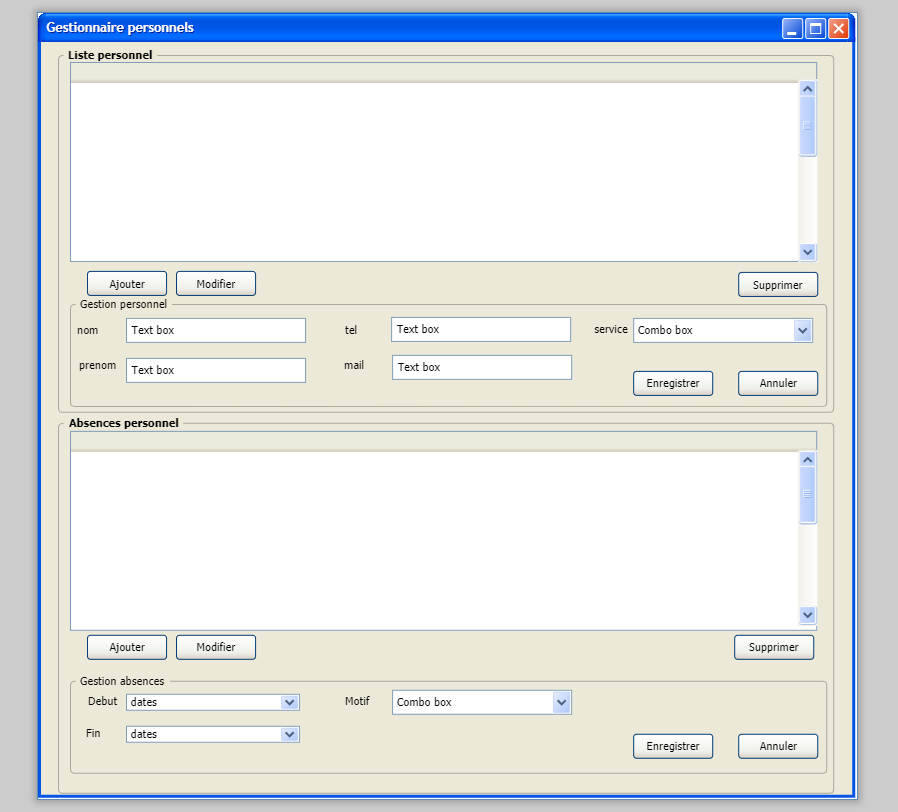 Gestionnaire personnels
Liste personnel
Ajouter Modifier Supprimer
Gestion personnel
nom Text box tel Text box service Combo box
prenom Text box mail Text box
Enregistrer Annuler
Absences personnel
Ajouter Modifier Supprimer
Gestion absences
Debut dates Motif Combo box
Fin dates
Enregistrer Annuler